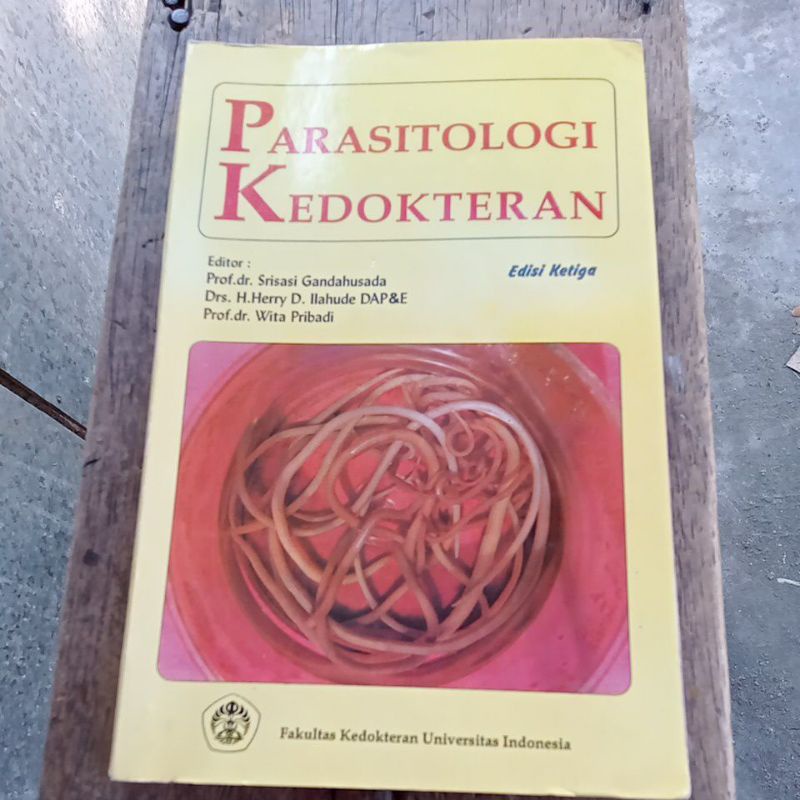 PARASITOLOGI
KEDOKTERAN
Editor :
Prof.dr. Srisasi Gandahusada
Drs. H.Herry D. Ilahude DAP&E
Prof.dr. Wita Pribadi
Edisi Ketiga
Fakultas Kedokteran Universitas Indonesia